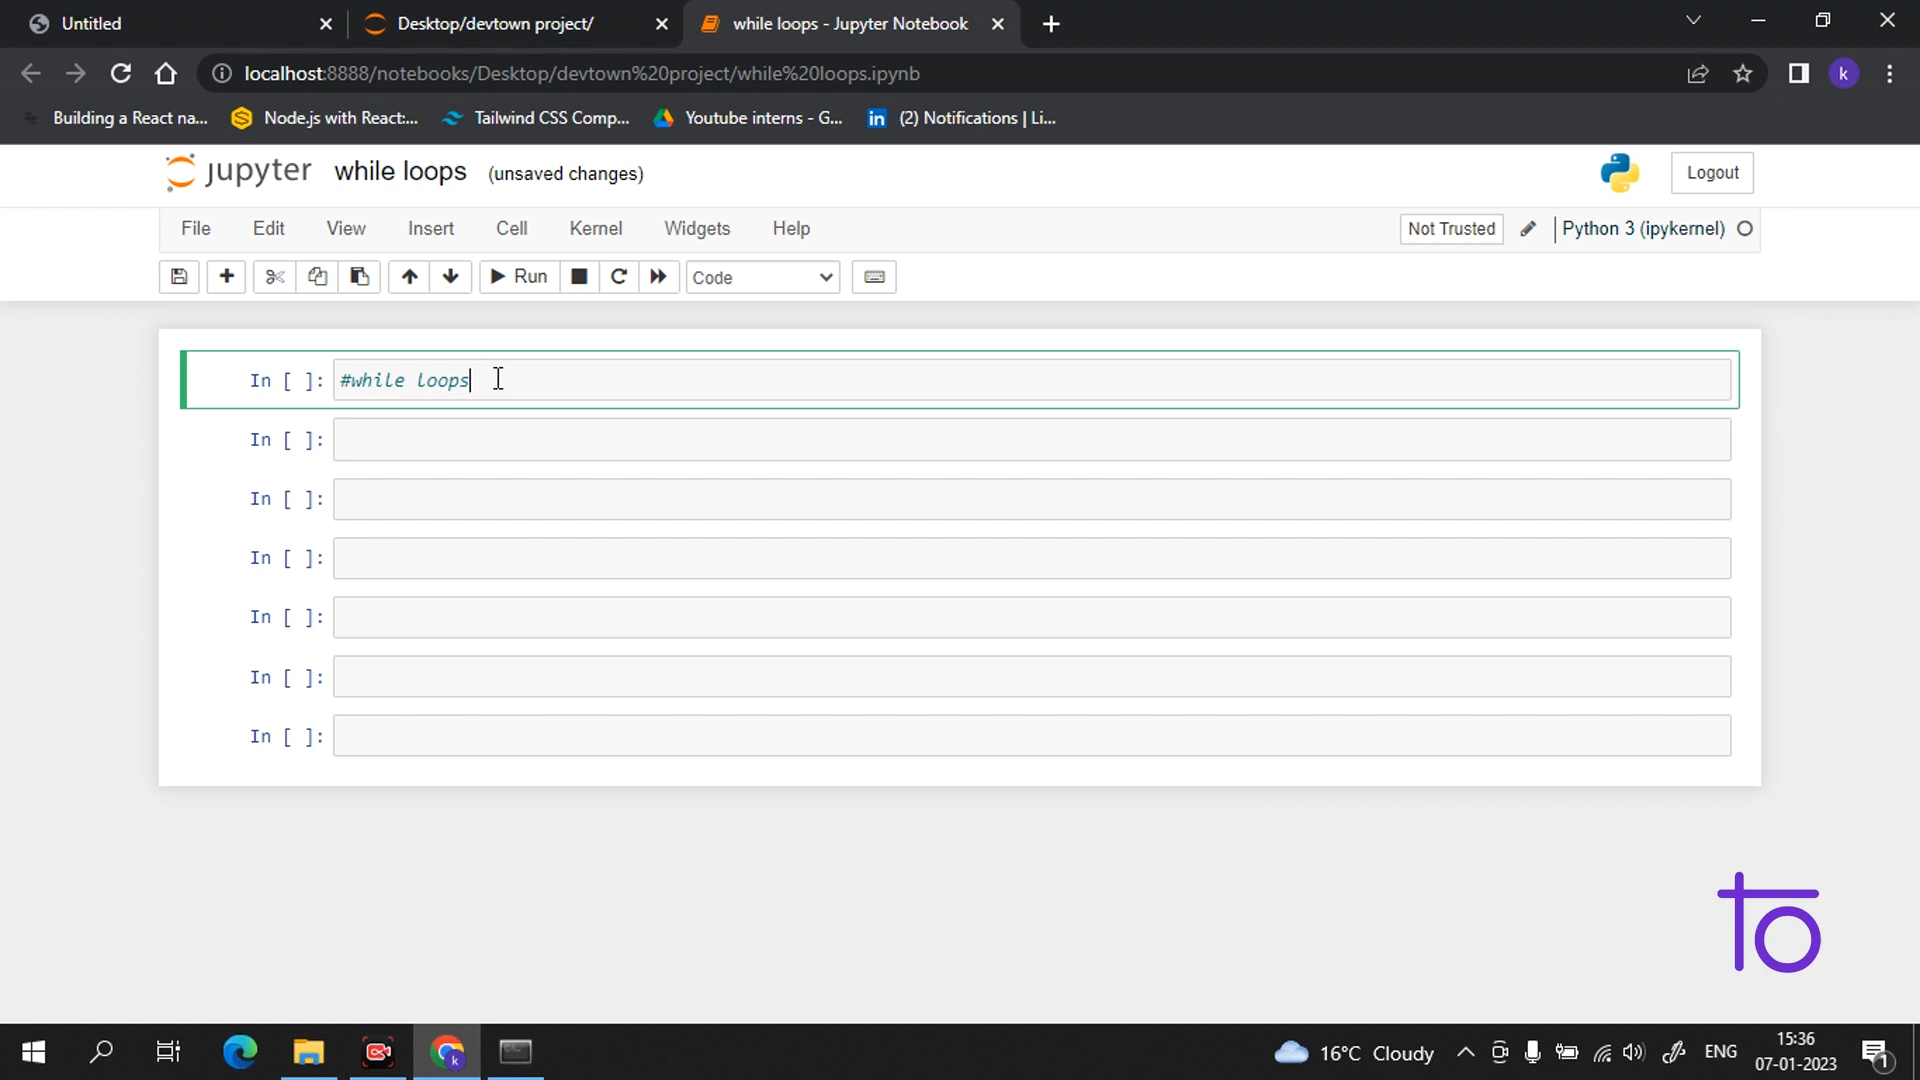 Untitled
Desktop/devtown project/
while loops - Jupyter Notebook
localhost:8888/notebooks/Desktop/devtown%20project/while%20loops.ipynb
k
Building a React na...
Node.js with React:...
Tailwind CSS Comp...
Youtube interns - G...
(2) Notifications | Li...
jupyter while loops (unsaved changes)
Logout
File Edit View Insert Cell Kernel Widgets Help
Not Trusted
Python 3 (ipykernel)
Run
Code
In [ ]: #while loops
In [ ]:
In [ ]:
In [ ]:
In [ ]:
In [ ]:
In [ ]:
16°C Cloudy
ENG
15:36
07-01-2023
1